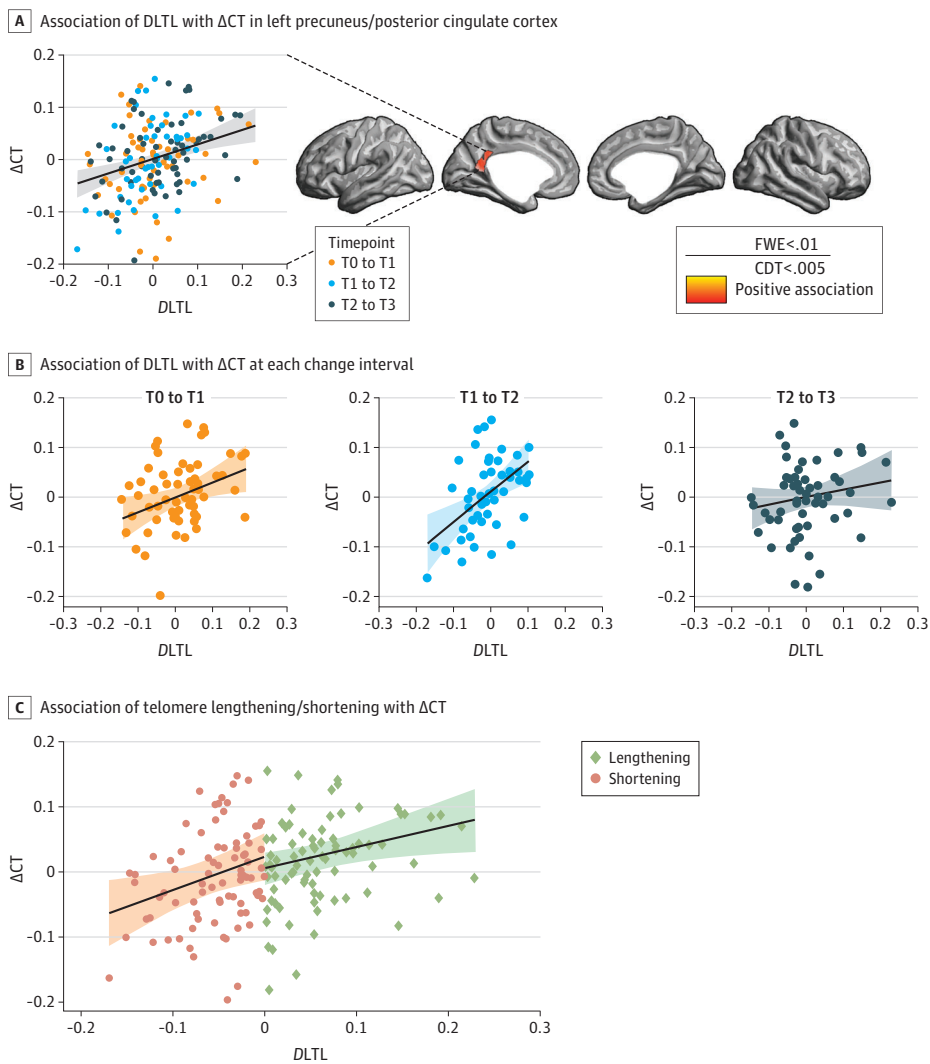 A Association of DLTL with ΔCT in left precuneus/posterior cingulate cortex
0.2
0.1
0
-0.1
-0.2
ΔCT
-0.2 -0.1 0 0.1 0.2 0.3
DLTL
Timepoint
T0 to T1
T1 to T2
T2 to T3
FWE<.01
CDT<.005
Positive association
B Association of DLTL with ΔCT at each change interval
T0 to T1
0.2
0.1
0
-0.1
-0.2
ΔCT
-0.3 -0.2 -0.1 0 0.1 0.2 0.3
DLTL
T1 to T2
0.2
0.1
0
-0.1
-0.2
ΔCT
-0.3 -0.2 -0.1 0 0.1 0.2 0.3
DLTL
T2 to T3
0.2
0.1
0
-0.1
-0.2
ΔCT
-0.3 -0.2 -0.1 0 0.1 0.2 0.3
DLTL
C Association of telomere lengthening/shortening with ΔCT
0.2
0.1
0
-0.1
-0.2
ΔCT
-0.2 -0.1 0 0.1 0.2 0.3
DLTL
Lengthening
Shortening